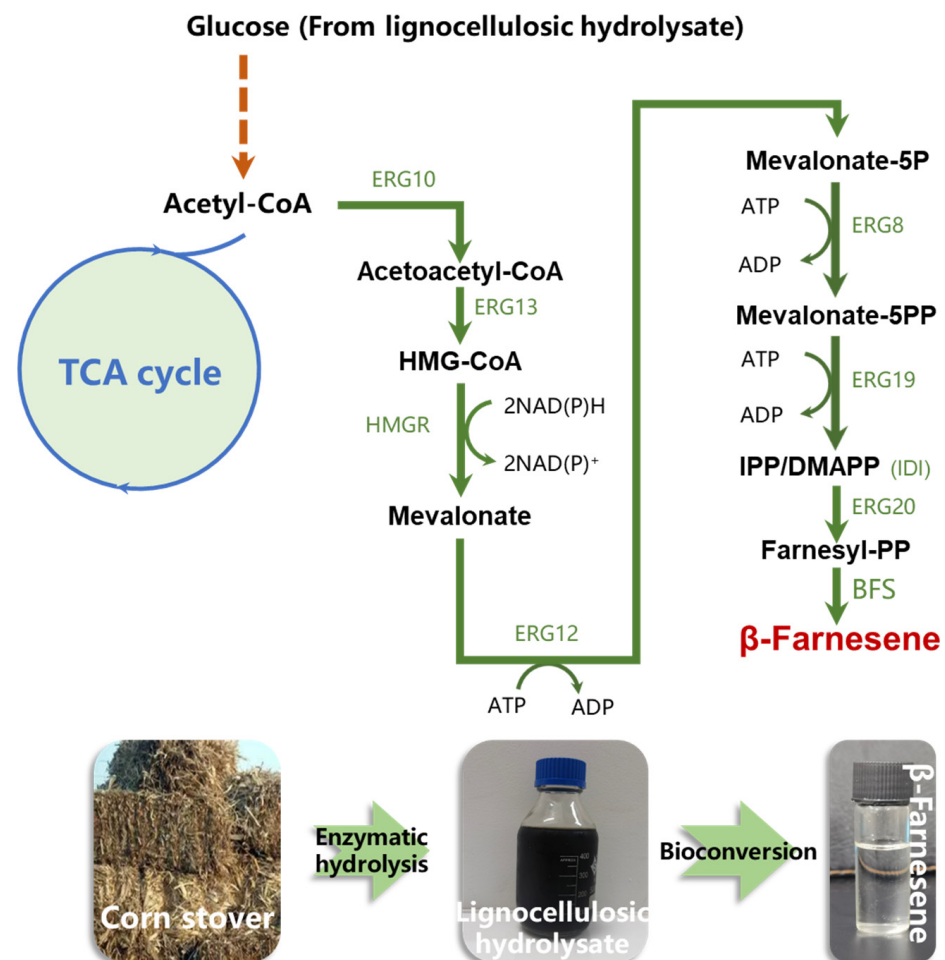 Glucose (From lignocellulosic hydrolysate)
Acetyl-CoA
ERG10
Acetoacetyl-CoA
ERG13
HMG-CoA
HMGR
2NAD(P)H
2NAD(P)⁺
Mevalonate
TCA cycle
ERG12
ATP
ADP
Mevalonate-5P
ATP
ERG8
ADP
Mevalonate-5PP
ATP
ERG19
ADP
IPP/DMAPP (IDI)
ERG20
Farnesyl-PP
BFS
β-Farnesene
Corn stover
Enzymatic
hydrolysis
Lignocellulosic
hydrolysate
Bioconversion
β-Farnesene